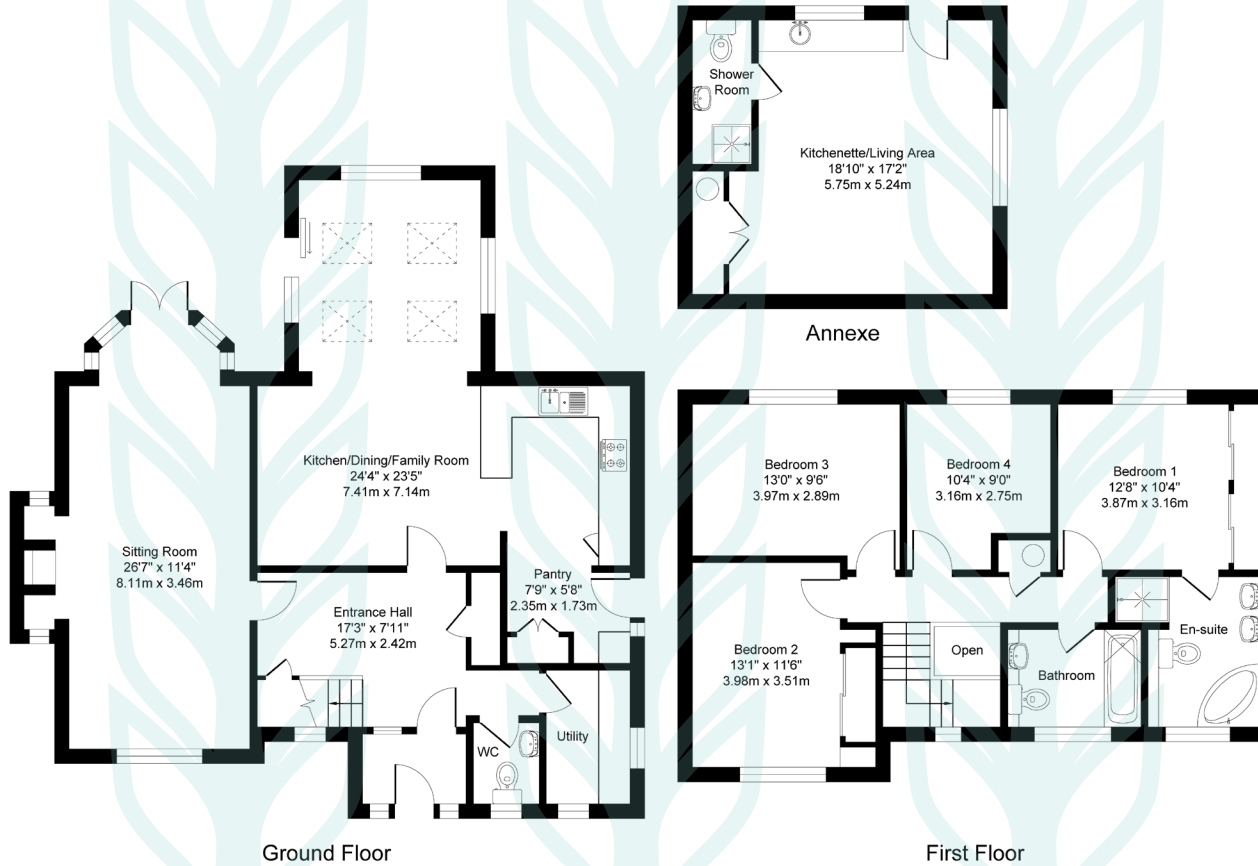 Shower
Room
Kitchenette/Living Area
18'10" x 17'2"
5.75m x 5.24m
Annexe
Kitchen/Dining/Family Room
24'4" x 23'5"
7.41m x 7.14m
Sitting Room
26'7" x 11'4"
8.11m x 3.46m
Pantry
7'9" x 5'8"
2.35m x 1.73m
Entrance Hall
17'3" x 7'11"
5.27m x 2.42m
WC
Utility
Ground Floor
Bedroom 3
13'0" x 9'6"
3.97m x 2.89m
Bedroom 4
10'4" x 9'0"
3.16m x 2.75m
Bedroom 1
12'8" x 10'4"
3.87m x 3.16m
Bedroom 2
13'1" x 11'6"
3.98m x 3.51m
Open
Bathroom
En-suite
First Floor